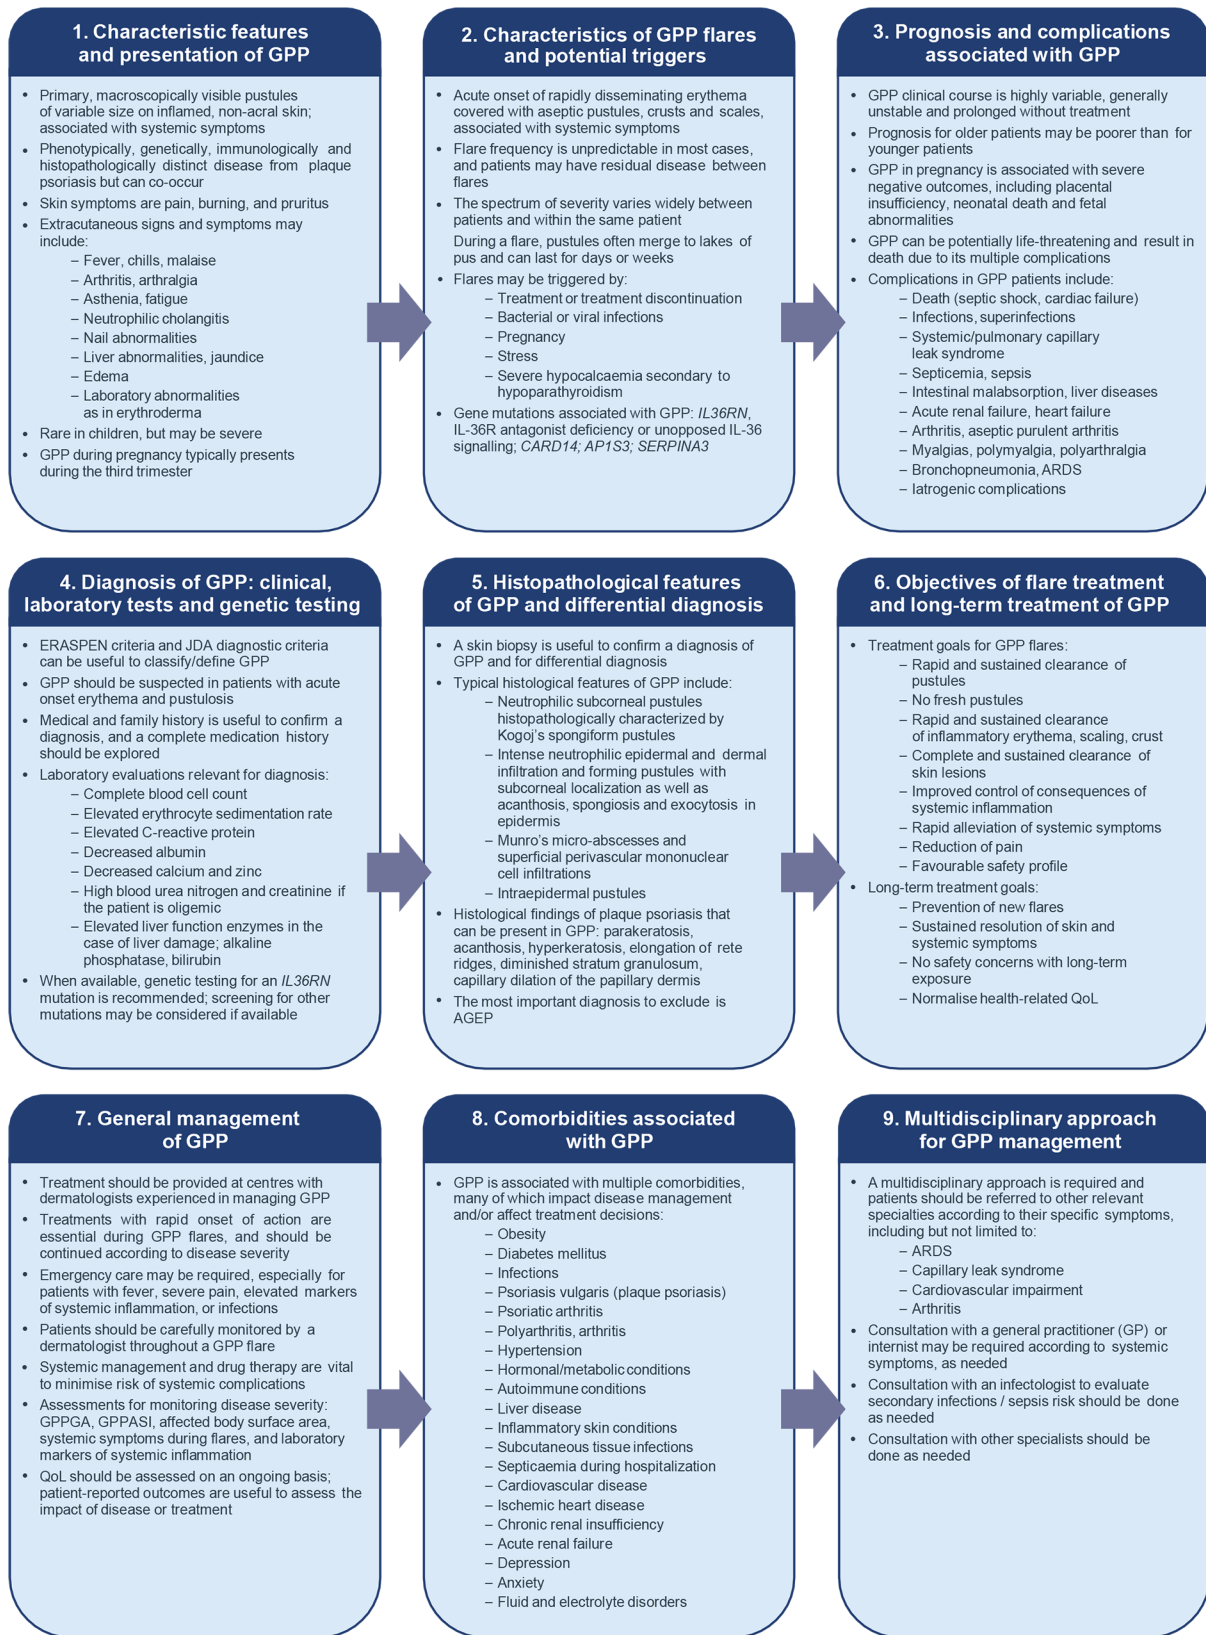 1. Characteristic features
and presentation of GPP
• Primary, macroscopically visible pustules
of variable size on inflamed, non-acral skin;
associated with systemic symptoms
• Phenotypically, genetically, immunologically and
histopathologically distinct disease from plaque
psoriasis but can co-occur
• Skin symptoms are pain, burning, and pruritus
• Extracutaneous signs and symptoms may
include:
– Fever, chills, malaise
– Arthritis, arthralgia
– Asthenia, fatigue
– Neutrophilic cholangitis
– Nail abnormalities
– Liver abnormalities, jaundice
– Edema
– Laboratory abnormalities
as in erythroderma
• Rare in children, but may be severe
• GPP during pregnancy typically presents
during the third trimester
2. Characteristics of GPP flares
and potential triggers
• Acute onset of rapidly disseminating erythema
covered with aseptic pustules, crusts and scales,
associated with systemic symptoms
• Flare frequency is unpredictable in most cases,
and patients may have residual disease between
flares
• The spectrum of severity varies widely between
patients and within the same patient
During a flare, pustules often merge to lakes of
pus and can last for days or weeks
• Flares may be triggered by:
– Treatment or treatment discontinuation
– Bacterial or viral infections
– Pregnancy
– Stress
– Severe hypocalcaemia secondary to
hypoparathyroidism
• Gene mutations associated with GPP: IL36RN,
IL-36R antagonist deficiency or unopposed IL-36
signalling; CARD14; AP1S3; SERPINA3
3. Prognosis and complications
associated with GPP
• GPP clinical course is highly variable, generally
unstable and prolonged without treatment
• Prognosis for older patients may be poorer than for
younger patients
• GPP in pregnancy is associated with severe
negative outcomes, including placental
insufficiency, neonatal death and fetal
abnormalities
• GPP can be potentially life-threatening and result in
death due to its multiple complications
• Complications in GPP patients include:
– Death (septic shock, cardiac failure)
– Infections, superinfections
– Systemic/pulmonary capillary
leak syndrome
– Septicemia, sepsis
– Intestinal malabsorption, liver diseases
– Acute renal failure, heart failure
– Arthritis, aseptic purulent arthritis
– Myalgias, polymyalgia, polyarthralgia
– Bronchopneumonia, ARDS
– Iatrogenic complications
4. Diagnosis of GPP: clinical,
laboratory tests and genetic testing
• ERASPEN criteria and JDA diagnostic criteria
can be useful to classify/define GPP
• GPP should be suspected in patients with acute
onset erythema and pustulosis
• Medical and family history is useful to confirm a
diagnosis, and a complete medication history
should be explored
• Laboratory evaluations relevant for diagnosis:
– Complete blood cell count
– Elevated erythrocyte sedimentation rate
– Elevated C-reactive protein
– Decreased albumin
– Decreased calcium and zinc
– High blood urea nitrogen and creatinine if
the patient is oligemic
– Elevated liver function enzymes in the
case of liver damage; alkaline
phosphatase, bilirubin
• When available, genetic testing for an IL36RN
mutation is recommended; screening for other
mutations may be considered if available
5. Histopathological features
of GPP and differential diagnosis
• A skin biopsy is useful to confirm a diagnosis of
GPP and for differential diagnosis
• Typical histological features of GPP include:
– Neutrophilic subcorneal pustules
histopathologically characterized by
Kogoj’s spongiform pustules
– Intense neutrophilic epidermal and dermal
infiltration and forming pustules with
subcorneal localization as well as
acanthosis, spongiosis and exocytosis in
epidermis
– Munro’s micro-abscesses and
superficial perivascular mononuclear
cell infiltrations
– Intraepidermal pustules
• Histological findings of plaque psoriasis that
can be present in GPP: parakeratosis,
acanthosis, hyperkeratosis, elongation of rete
ridges, diminished stratum granulosum,
capillary dilation of the papillary dermis
• The most important diagnosis to exclude is
AGEP
6. Objectives of flare treatment
and long-term treatment of GPP
• Treatment goals for GPP flares:
– Rapid and sustained clearance of
pustules
– No fresh pustules
– Rapid and sustained clearance
of inflammatory erythema, scaling, crust
– Complete and sustained clearance of
skin lesions
– Improved control of consequences of
systemic inflammation
– Rapid alleviation of systemic symptoms
– Reduction of pain
– Favourable safety profile
• Long-term treatment goals:
– Prevention of new flares
– Sustained resolution of skin and
systemic symptoms
– No safety concerns with long-term
exposure
– Normalise health-related QoL
7. General management
of GPP
• Treatment should be provided at centres with
dermatologists experienced in managing GPP
• Treatments with rapid onset of action are
essential during GPP flares, and should be
continued according to disease severity
• Emergency care may be required, especially for
patients with fever, severe pain, elevated markers
of systemic inflammation, or infections
• Patients should be carefully monitored by a
dermatologist throughout a GPP flare
• Systemic management and drug therapy are vital
to minimise risk of systemic complications
• Assessments for monitoring disease severity:
GPPGA, GPPASI, affected body surface area,
systemic symptoms during flares, and laboratory
markers of systemic inflammation
• QoL should be assessed on an ongoing basis;
patient-reported outcomes are useful to assess the
impact of disease or treatment
8. Comorbidities associated
with GPP
• GPP is associated with multiple comorbidities,
many of which impact disease management
and/or affect treatment decisions:
– Obesity
– Diabetes mellitus
– Infections
– Psoriasis vulgaris (plaque psoriasis)
– Psoriatic arthritis
– Polyarthritis, arthritis
– Hypertension
– Hormonal/metabolic conditions
– Autoimmune conditions
– Liver disease
– Inflammatory skin conditions
– Subcutaneous tissue infections
– Septicaemia during hospitalization
– Cardiovascular disease
– Ischemic heart disease
– Chronic renal insufficiency
– Acute renal failure
– Depression
– Anxiety
– Fluid and electrolyte disorders
9. Multidisciplinary approach
for GPP management
• A multidisciplinary approach is required and
patients should be referred to other relevant
specialties according to their specific symptoms,
including but not limited to:
– ARDS
– Capillary leak syndrome
– Cardiovascular impairment
– Arthritis
• Consultation with a general practitioner (GP) or
internist may be required according to systemic
symptoms, as needed
• Consultation with an infectologist to evaluate
secondary infections / sepsis risk should be done
as needed
• Consultation with other specialists should be
done as needed